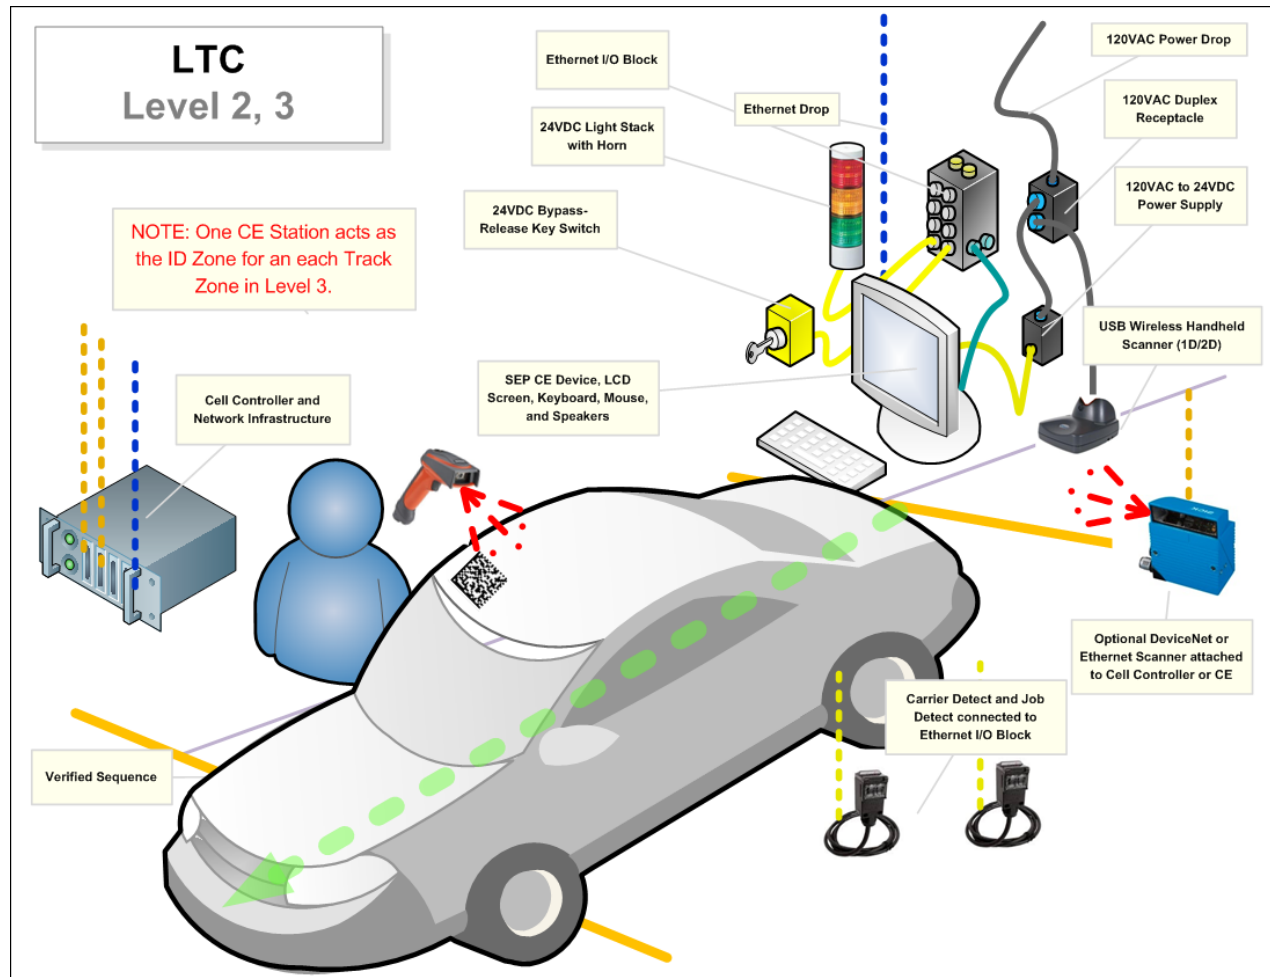 LTC
Level 2, 3
Ethernet I/O Block
Ethernet Drop
24VDC Light Stack
with Horn
24VDC Bypass-
Release Key Switch
120VAC Power Drop
120VAC Duplex
Receptacle
120VAC to 24VDC
Power Supply
NOTE: One CE Station acts as
the ID Zone for an each Track
Zone in Level 3.
USB Wireless Handheld
Scanner (1D/2D)
SEP CE Device, LCD
Screen, Keyboard, Mouse,
and Speakers
Cell Controller and
Network Infrastructure
SICK
Optional DeviceNet or
Ethernet Scanner attached
to Cell Controller or CE
Carrier Detect and Job
Detect connected to
Ethernet I/O Block
Verified Sequence